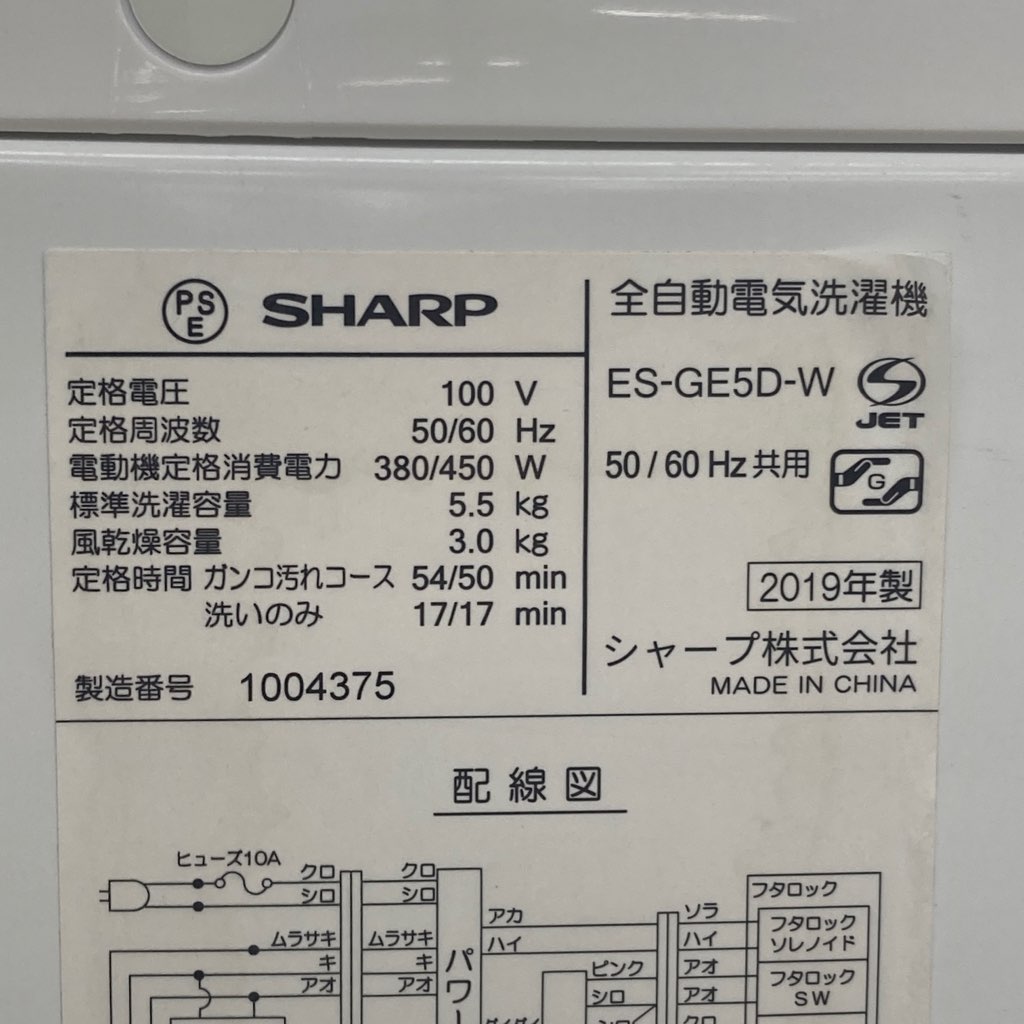 PSE SHARP
定格電圧 100 V
定格周波数 50/60 Hz
電動機定格消費電力 380/450 W
標準洗濯容量 5.5 kg
風乾燥容量 3.0 kg
定格時間 ガンコ汚れコース 54/50 min
洗いのみ 17/17 min
製造番号 1004375
全自動電気洗濯機
ES-GE5D-W
JET
50/60 Hz共用
G
2019年製
シャープ株式会社
MADE IN CHINA
配線図
ヒューズ10A
クロ
シロ
ムラサキ
キ
アオ
クロ
シロ
ムラサキ
キ
アオ
パワー
アカ
ハイ
ピンク
シロ
ソラ
ハイ
アオ
アオ
クロ
フタロック
フタロック
ソレノイド
フタロック
SW